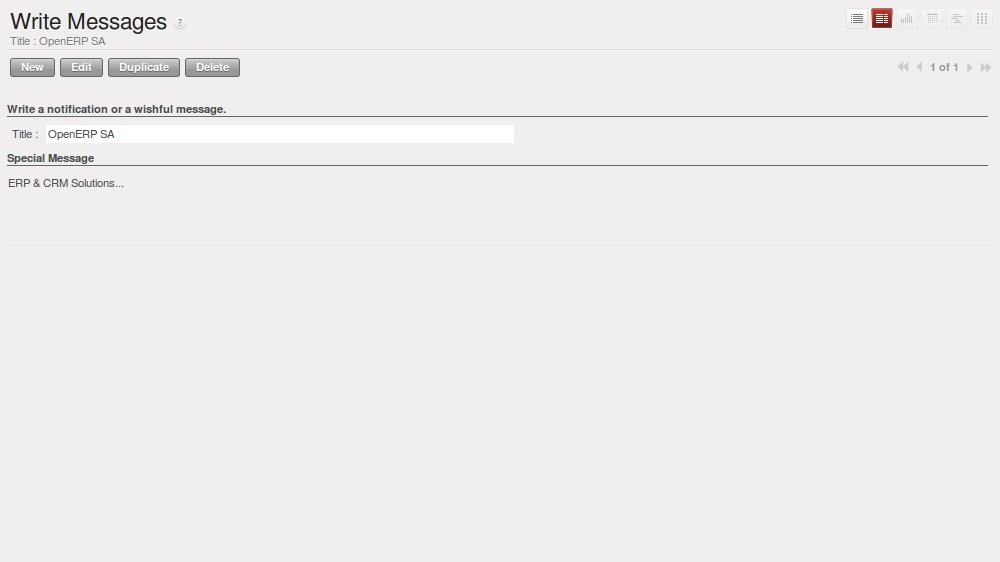 Write Messages ?
Title : OpenERP SA
New Edit Duplicate Delete 1 of 1
Write a notification or a wishful message.
Title : OpenERP SA
Special Message
ERP & CRM Solutions...